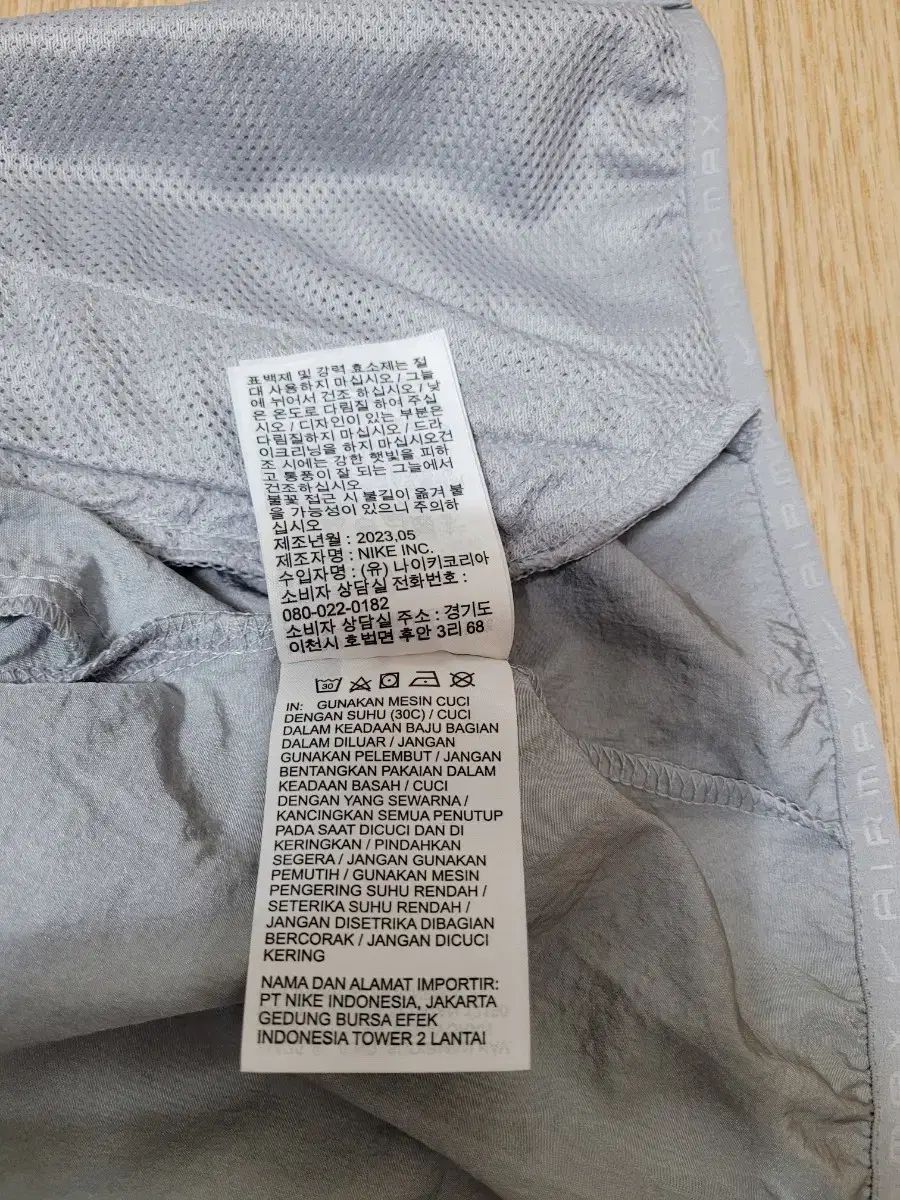 표백제 및 강력 효소제는 절
대 사용하지 마십시오 / 그늘
에 뉘어서 건조 하십시오 / 낮
은 온도로 다림질 하여 주십
시오 / 디자인이 있는 부분은
다림질하지 마십시오 / 드라
이크리닝을 하지 마십시오건
조 시에는 강한 햇빛을 피하
고 통풍이 잘 되는 그늘에서
건조하십시오
불꽃 접근 시 불길이 옮겨 붙
을 가능성이 있으니 주의하
십시오
제조년월 : 2023.05
제조자명 : NIKE INC.
수입자명 : (유) 나이키코리아
소비자 상담실 전화번호 :
080-022-0182
소비자 상담실 주소 : 경기도
이천시 호법면 후안 3리 68
30
IN: GUNAKAN MESIN CUCI
DENGAN SUHU (30C) / CUCI
DALAM KEADAAN BAJU BAGIAN
DALAM DILUAR / JANGAN
GUNAKAN PELEMBUT / JANGAN
BENTANGKAN PAKAIAN DALAM
KEADAAN BASAH / CUCI
DENGAN YANG SEWARNA /
KANCINGKAN SEMUA PENUTUP
PADA SAAT DICUCI DAN DI
KERINGKAN / PINDAHKAN
SEGERA / JANGAN GUNAKAN
PEMUTIH / GUNAKAN MESIN
PENGERING SUHU RENDAH /
SETERIKA SUHU RENDAH /
JANGAN DISETRIKA DIBAGIAN
BERCORAK / JANGAN DICUCI
KERING
NAMA DAN ALAMAT IMPORTIR:
PT NIKE INDONESIA, JAKARTA
GEDUNG BURSA EFEK
INDONESIA TOWER 2 LANTAI
AIRMAX
AIRMAX